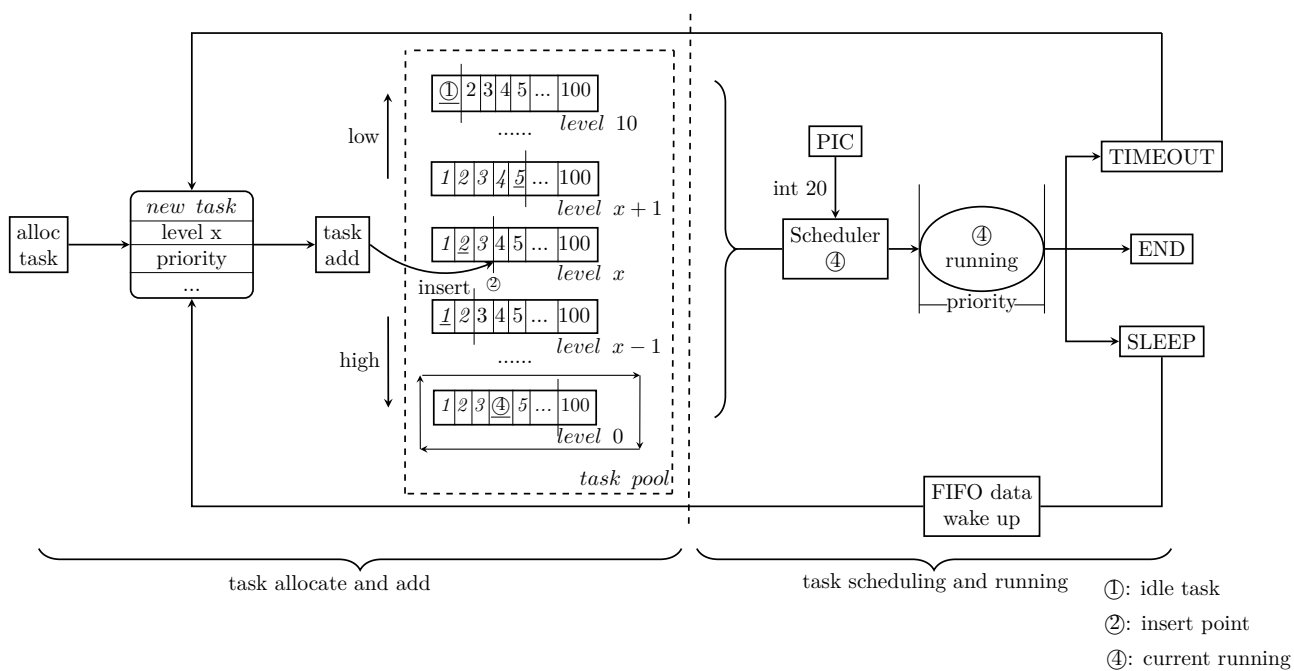 ① 2 3 4 5 ... 100
level 10
......
low
1 2 3 4 5 ... 100
level x + 1
alloc
task
new task
level x
priority
...
task
add
1 2 3 4 5 ... 100
level x
insert ②
1 2 3 4 5 ... 100
level x − 1
......
high
1 2 3 ④ 5 ... 100
level 0
task pool
PIC
int 20
Scheduler
④
④
running
priority
TIMEOUT
END
SLEEP
FIFO data
wake up
task allocate and add
task scheduling and running
①: idle task
②: insert point
④: current running